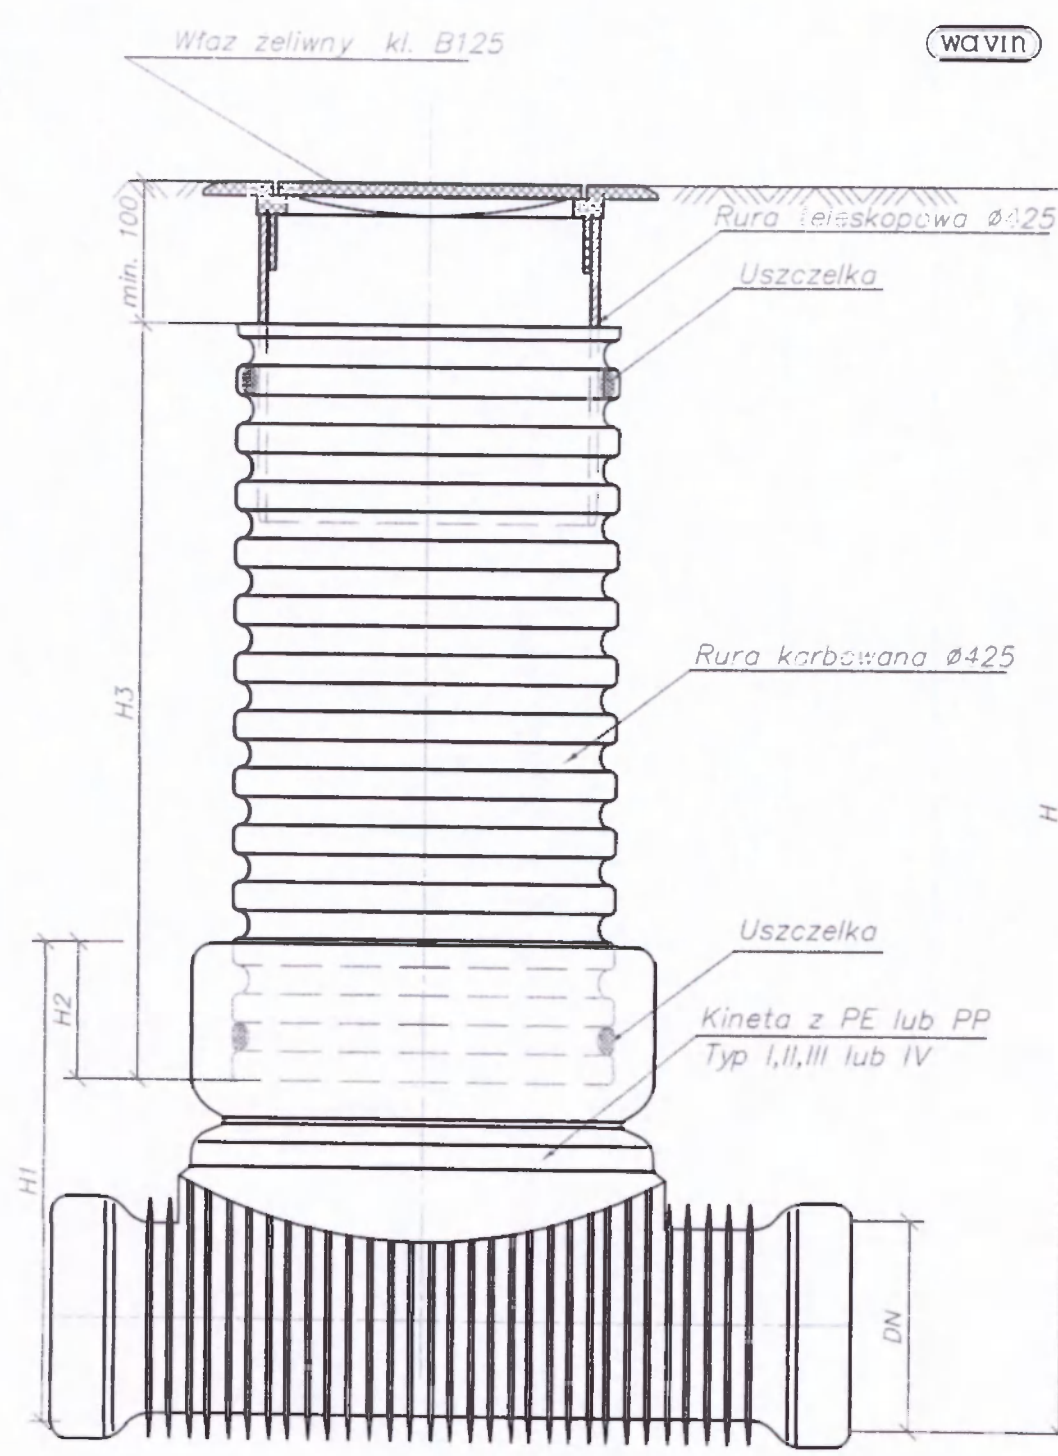 Właz żeliwny kl. B125
wavin
min. 100
Rura teleskopowa Ø425
Uszczelka
H3
Rura karbowana Ø425
H
Uszczelka
H2
Kineta z PE lub PP
Typ I,II,III lub IV
H1
DN